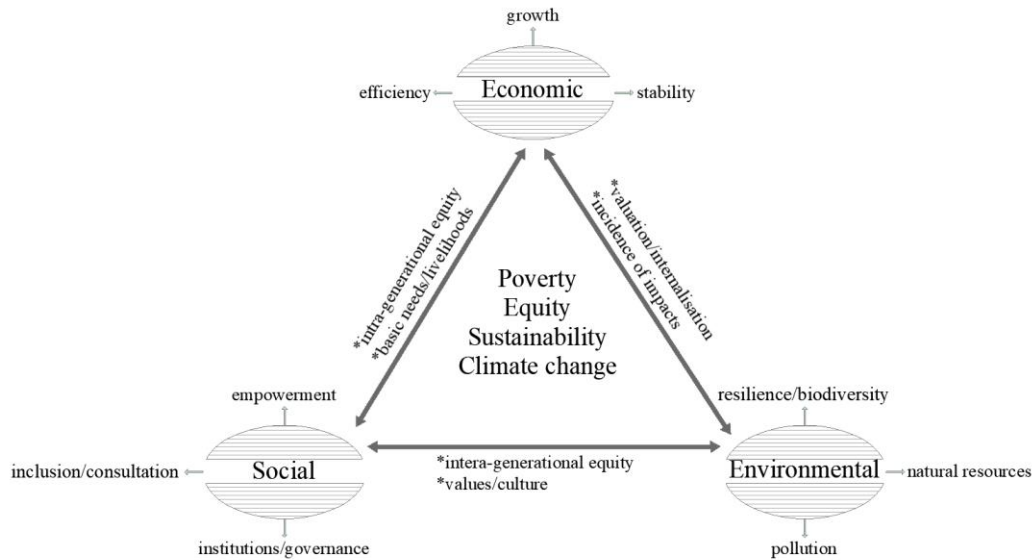 growth
efficiency
Economic
stability
*intra-generational equity
*basic needs/livelihoods
*valuation/internalisation
*incidence of impacts
Poverty
Equity
Sustainability
Climate change
empowerment
resilience/biodiversity
inclusion/consultation
Social
*intera-generational equity
*values/culture
Environmental
natural resources
institutions/governance
pollution